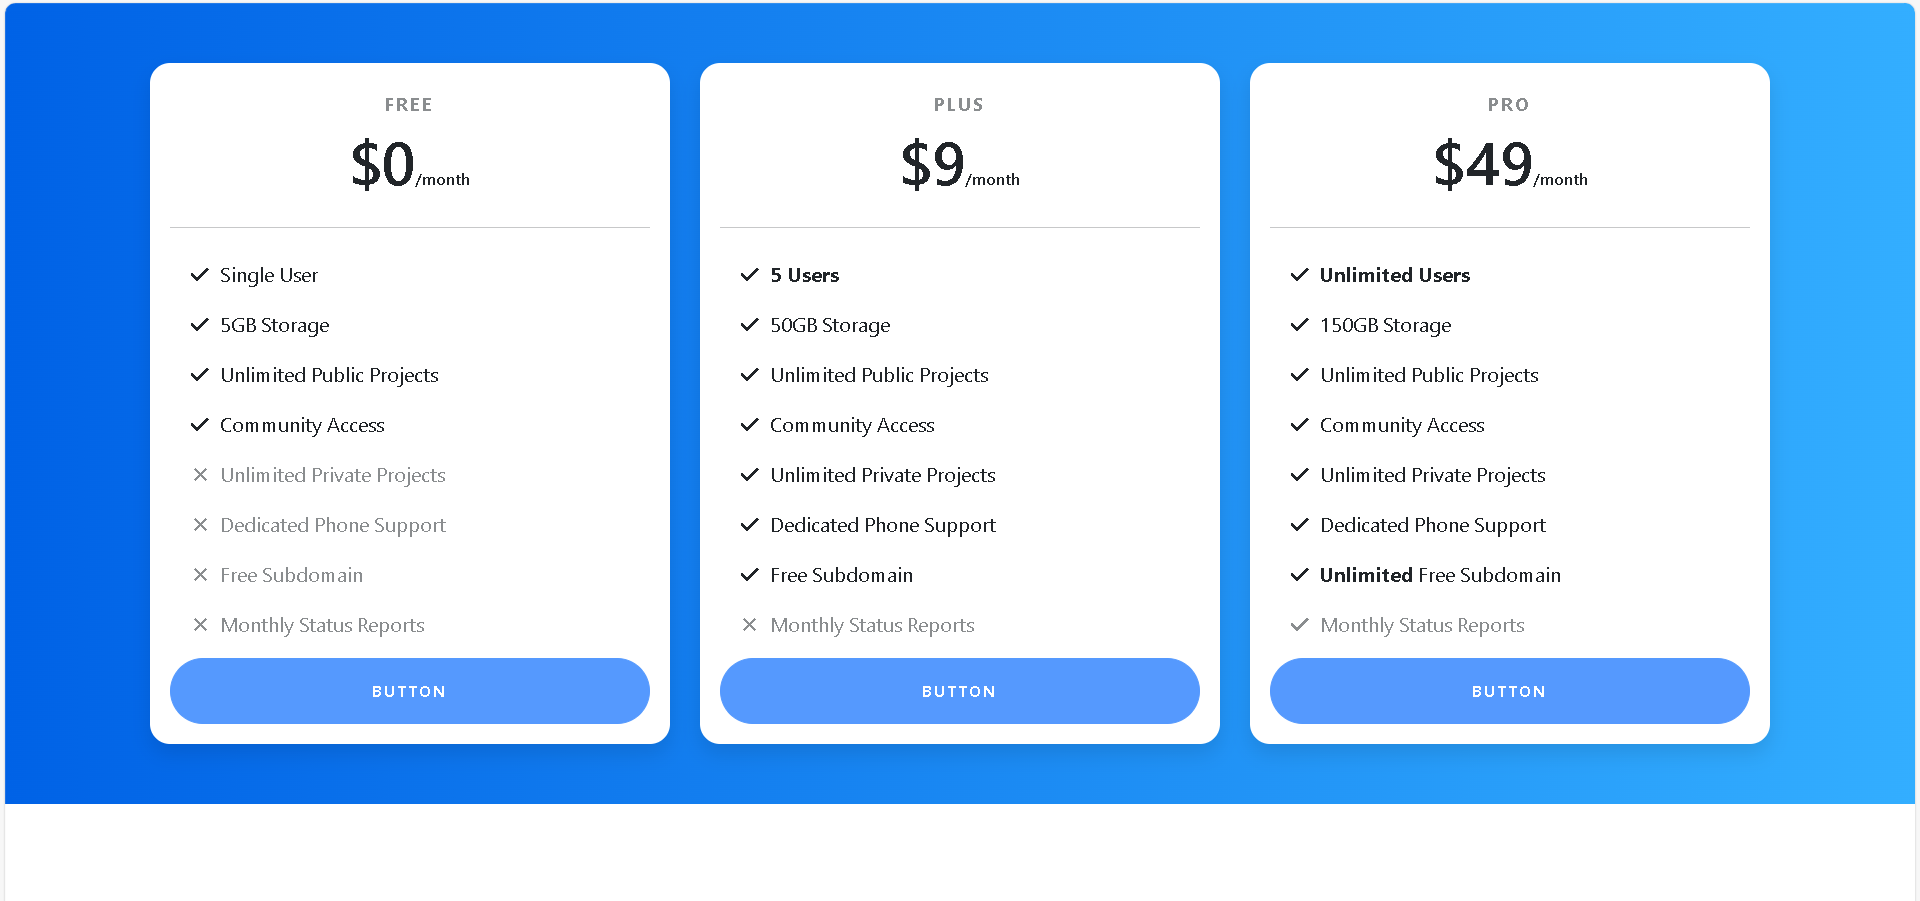 FREE
$0/month
Single User
5GB Storage
Unlimited Public Projects
Community Access
Unlimited Private Projects
Dedicated Phone Support
Free Subdomain
Monthly Status Reports
BUTTON
PLUS
$9/month
5 Users
50GB Storage
Unlimited Public Projects
Community Access
Unlimited Private Projects
Dedicated Phone Support
Free Subdomain
Monthly Status Reports
BUTTON
PRO
$49/month
Unlimited Users
150GB Storage
Unlimited Public Projects
Community Access
Unlimited Private Projects
Dedicated Phone Support
Unlimited Free Subdomain
Monthly Status Reports
BUTTON